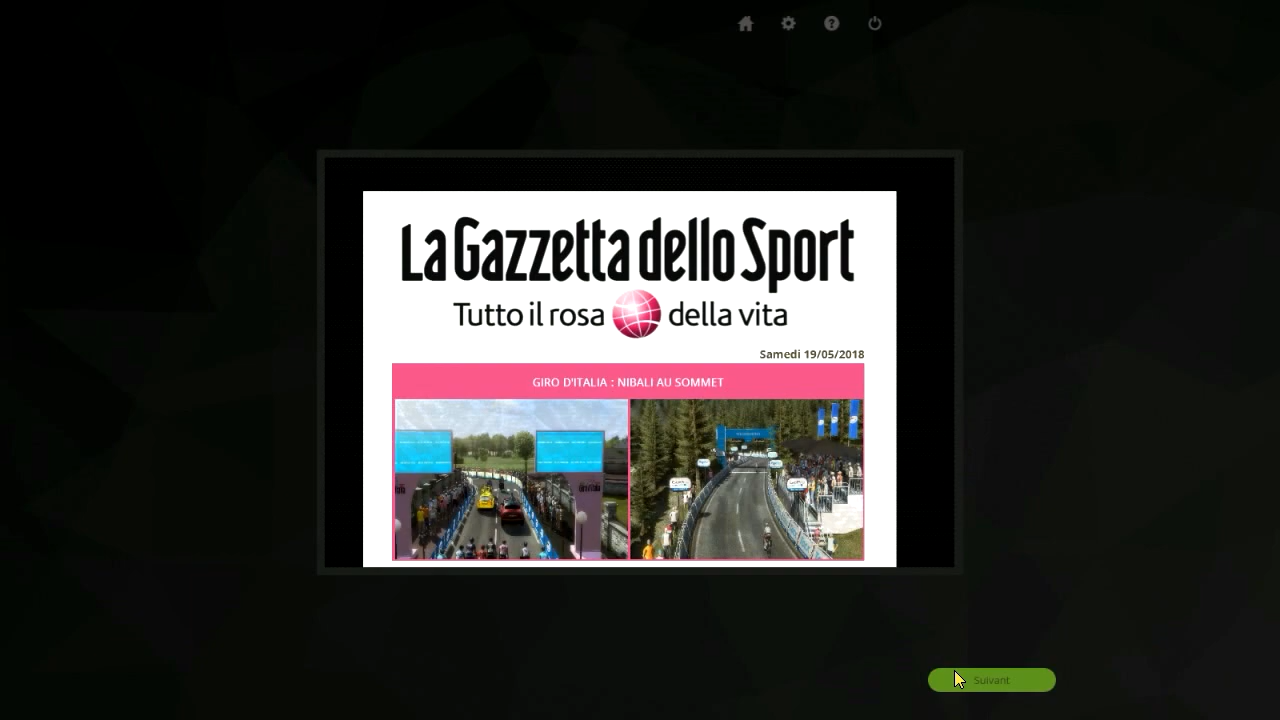 La Gazzetta dello Sport
Tutto il rosa della vita
Samedi 19/05/2018
GIRO D'ITALIA : NIBALI AU SOMMET
Suivant